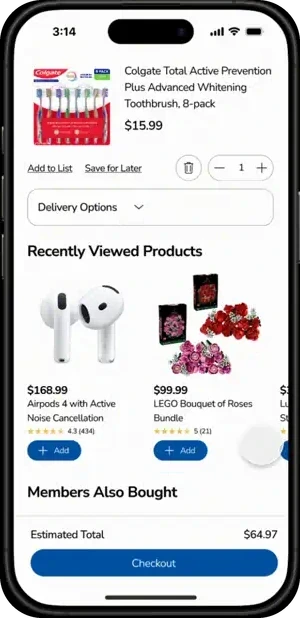 3:14
Colgate
8 PACK
Colgate Total Active Prevention
Plus Advanced Whitening
Toothbrush, 8-pack
$15.99
Add to List Save for Later
1
Delivery Options
Recently Viewed Products
$168.99
Airpods 4 with Active
Noise Cancellation
4.3 (434)
Add
$99.99
LEGO Bouquet of Roses
Bundle
5 (21)
Add
Members Also Bought
Estimated Total $64.97
Checkout